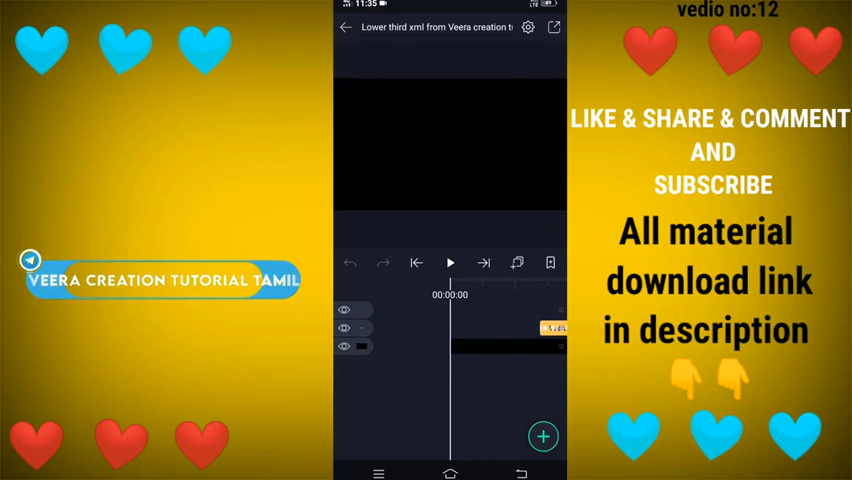 vedio no:12
11:35
Lower third xml from Veera creation t
LIKE & SHARE & COMMENT
AND
SUBSCRIBE
All material
download link
in description
VEERA CREATION TUTORIAL TAMIL
00:00:00